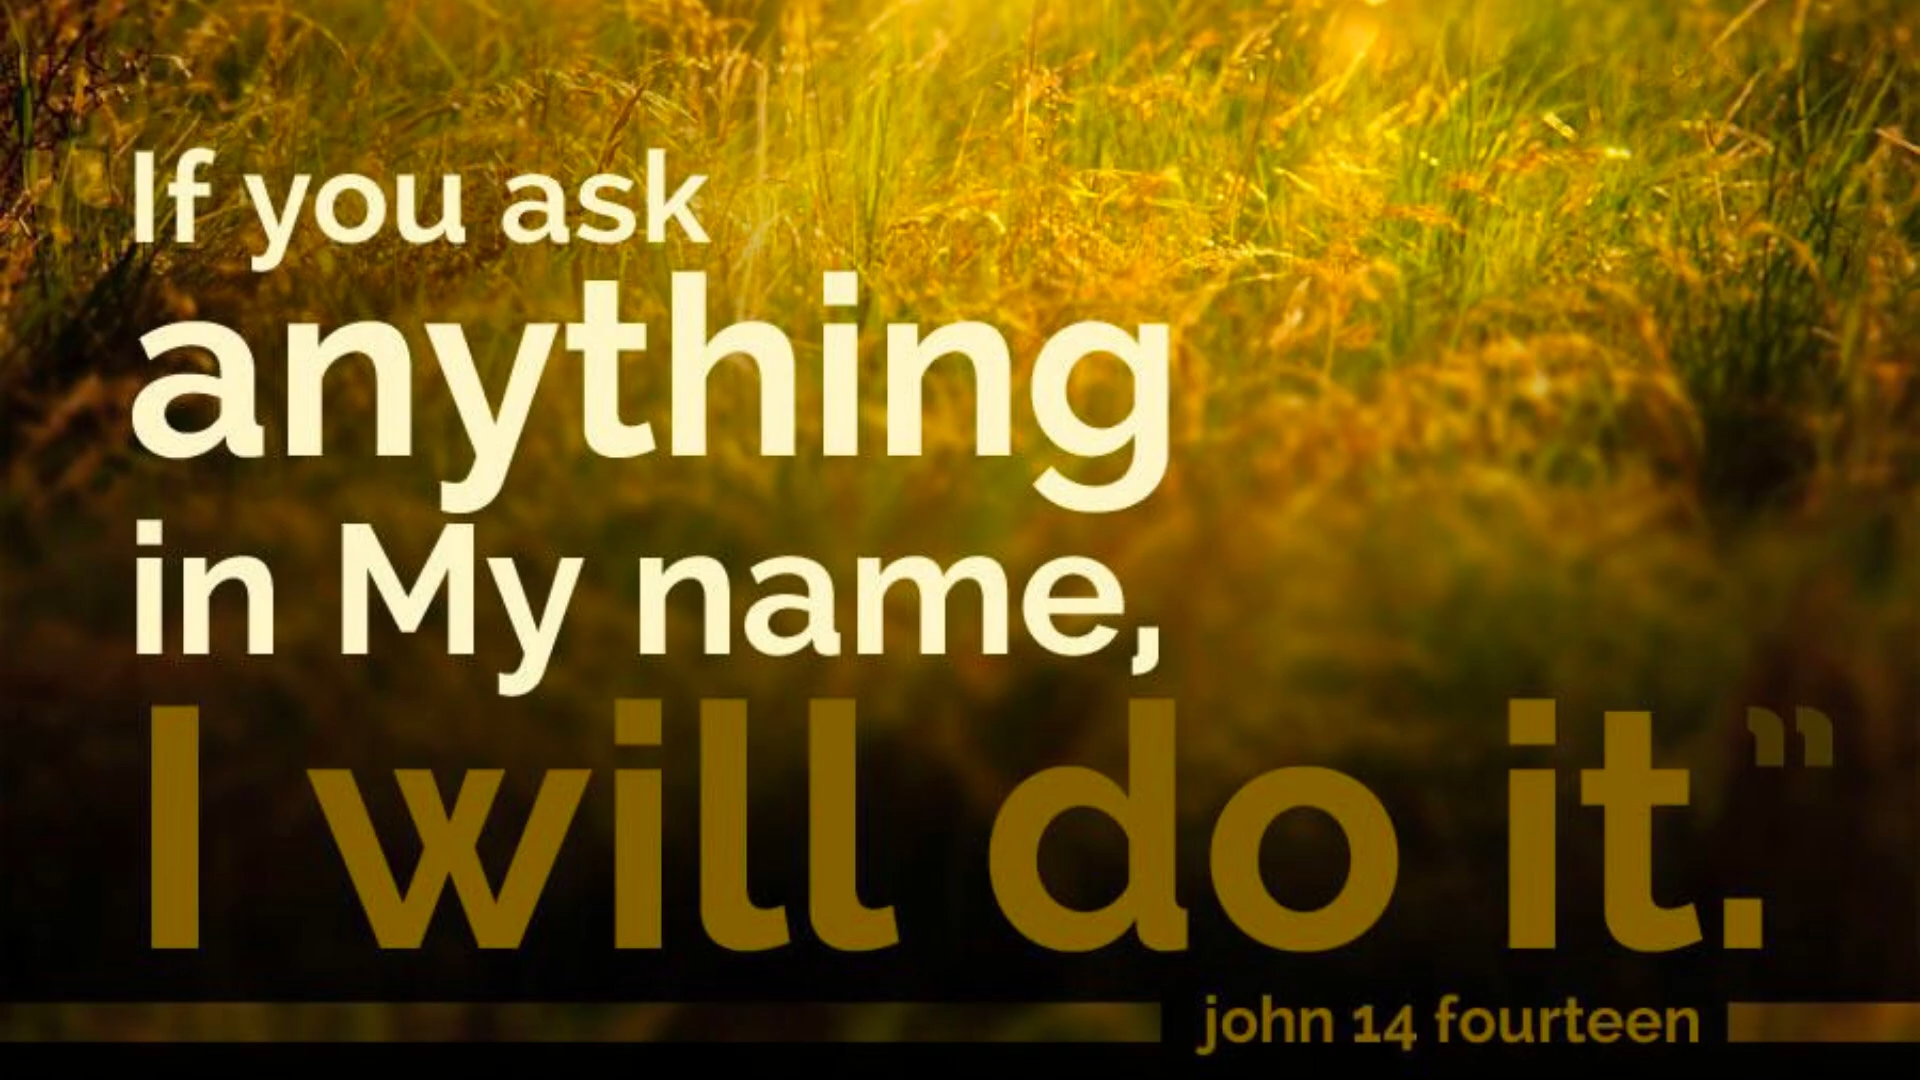 "If you ask
anything
in My name,
I will do it."
john 14 fourteen